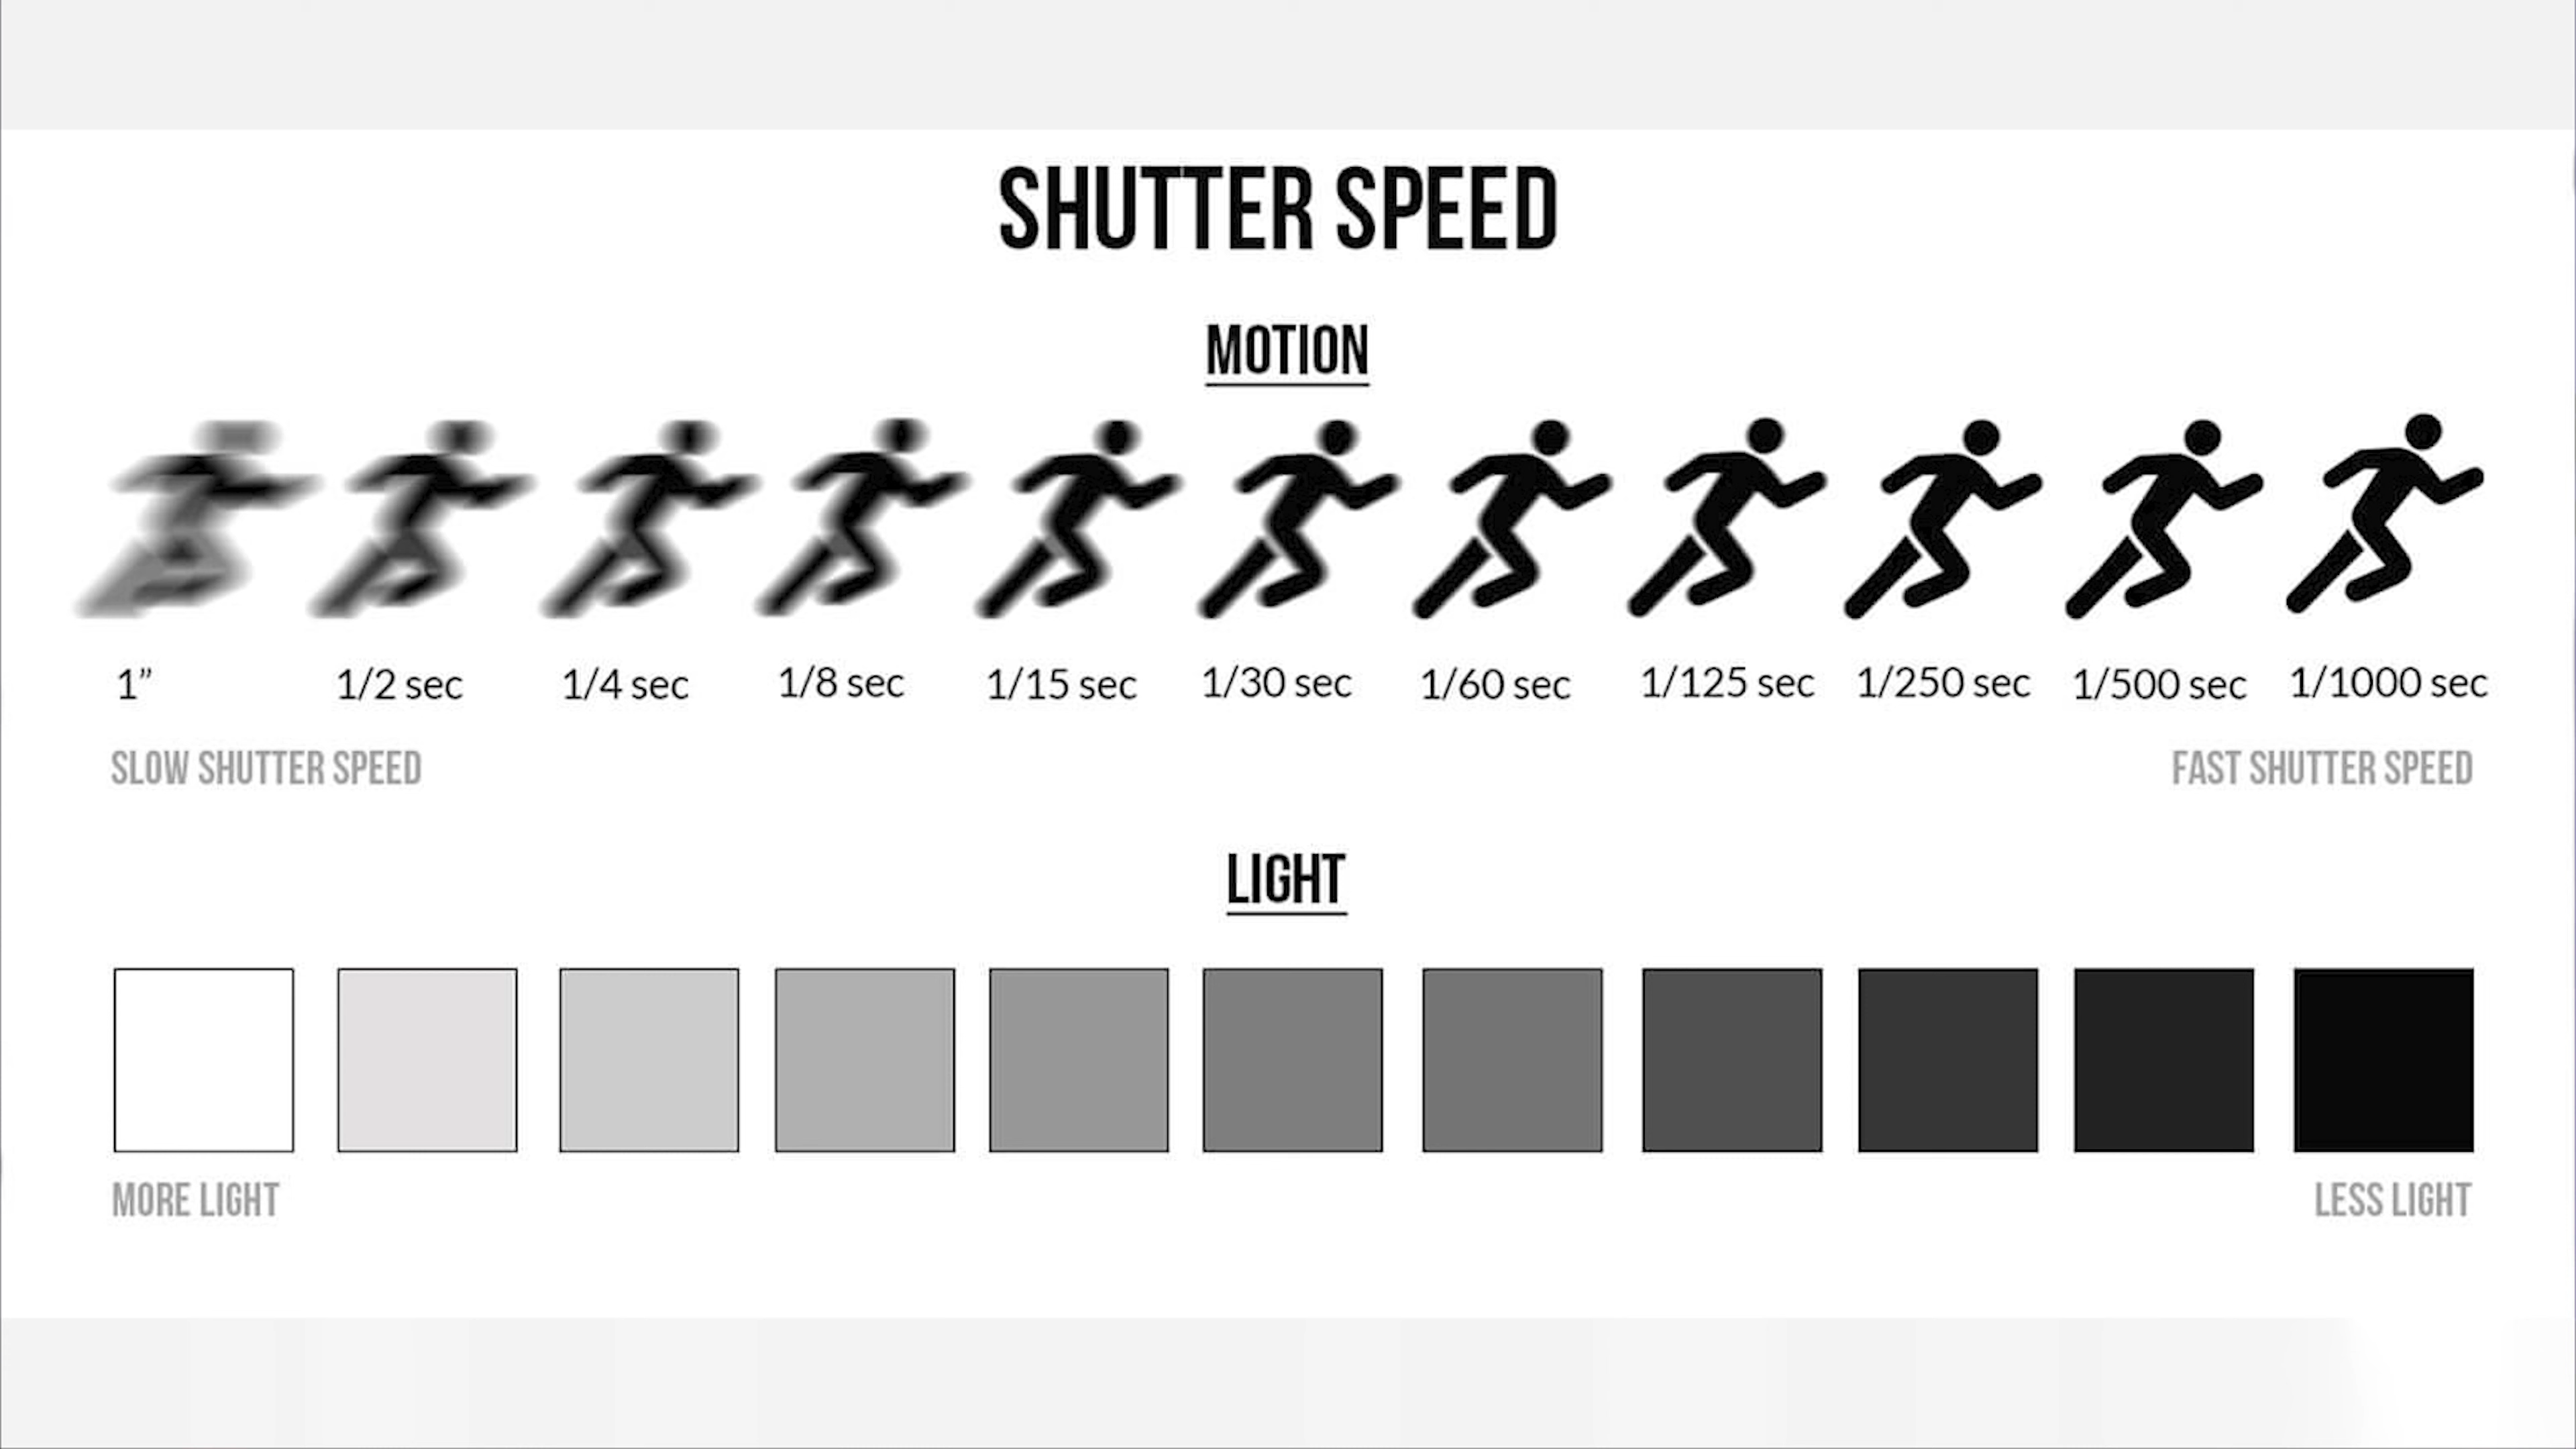 SHUTTER SPEED
MOTION
1” 1/2 sec 1/4 sec 1/8 sec 1/15 sec 1/30 sec 1/60 sec 1/125 sec 1/250 sec 1/500 sec 1/1000 sec
SLOW SHUTTER SPEED FAST SHUTTER SPEED
LIGHT
MORE LIGHT LESS LIGHT